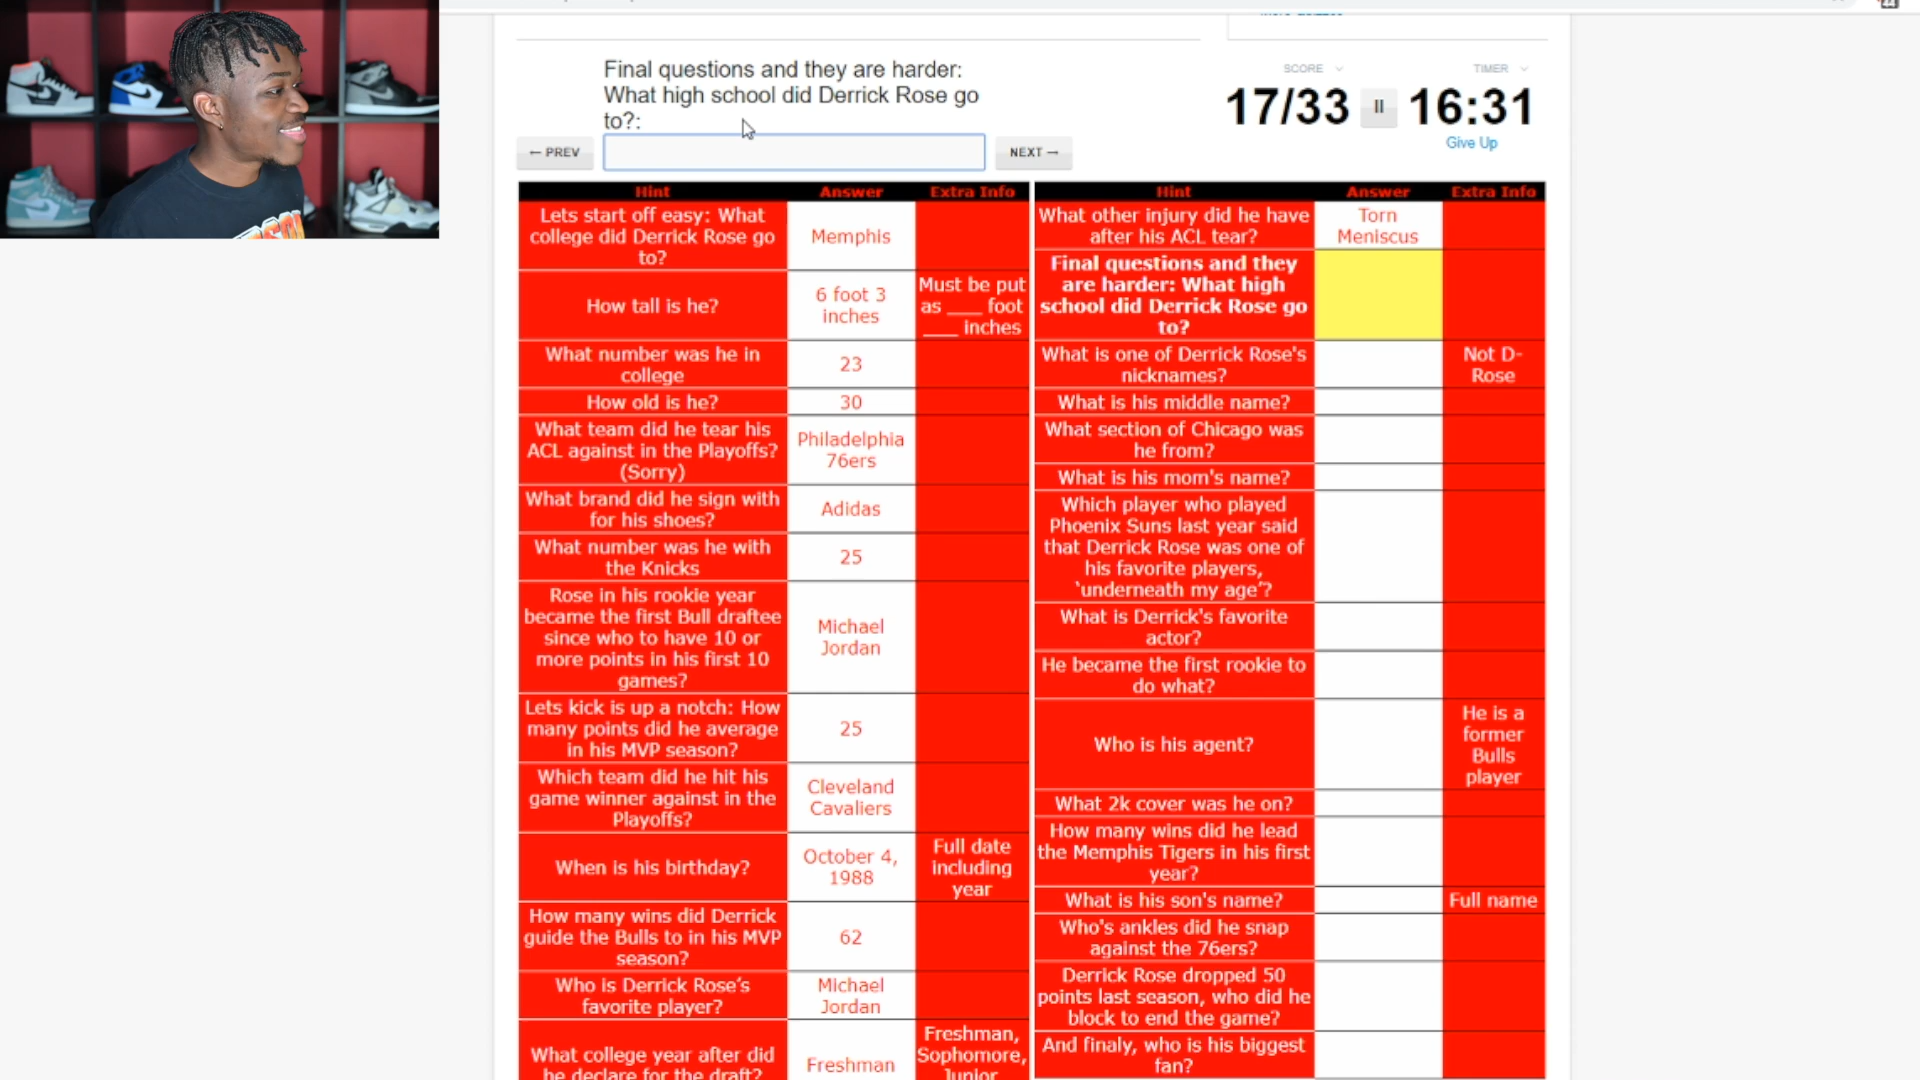 Final questions and they are harder:
What high school did Derrick Rose go
to?:
← PREV
NEXT →
SCORE
TIMER
17/33
16:31
Give Up
Hint Answer Extra Info
Lets start off easy: What
college did Derrick Rose go
to?
Memphis
How tall is he?
6 foot 3
inches
Must be put
as ___ foot
___ inches
What number was he in
college
23
How old is he?
30
What team did he tear his
ACL against in the Playoffs?
(Sorry)
Philadelphia
76ers
What brand did he sign with
for his shoes?
Adidas
What number was he with
the Knicks
25
Rose in his rookie year
became the first Bull draftee
since who to have 10 or
more points in his first 10
games?
Michael
Jordan
Lets kick is up a notch: How
many points did he average
in his MVP season?
25
Which team did he hit his
game winner against in the
Playoffs?
Cleveland
Cavaliers
When is his birthday?
October 4,
1988
Full date
including
year
How many wins did Derrick
guide the Bulls to in his MVP
season?
62
Who is Derrick Rose's
favorite player?
Michael
Jordan
What college year after did
he declare for the draft?
Freshman
Freshman,
Sophomore,
Junior
Hint Answer Extra Info
What other injury did he have
after his ACL tear?
Torn
Meniscus
Final questions and they
are harder: What high
school did Derrick Rose go
to?
What is one of Derrick Rose's
nicknames?
Not D-
Rose
What is his middle name?
What section of Chicago was
he from?
What is his mom's name?
Which player who played
Phoenix Suns last year said
that Derrick Rose was one of
his favorite players,
'underneath my age'?
What is Derrick's favorite
actor?
He became the first rookie to
do what?
Who is his agent?
He is a
former
Bulls
player
What 2k cover was he on?
How many wins did he lead
the Memphis Tigers in his first
year?
What is his son's name?
Full name
Who's ankles did he snap
against the 76ers?
Derrick Rose dropped 50
points last season, who did he
block to end the game?
And finaly, who is his biggest
fan?